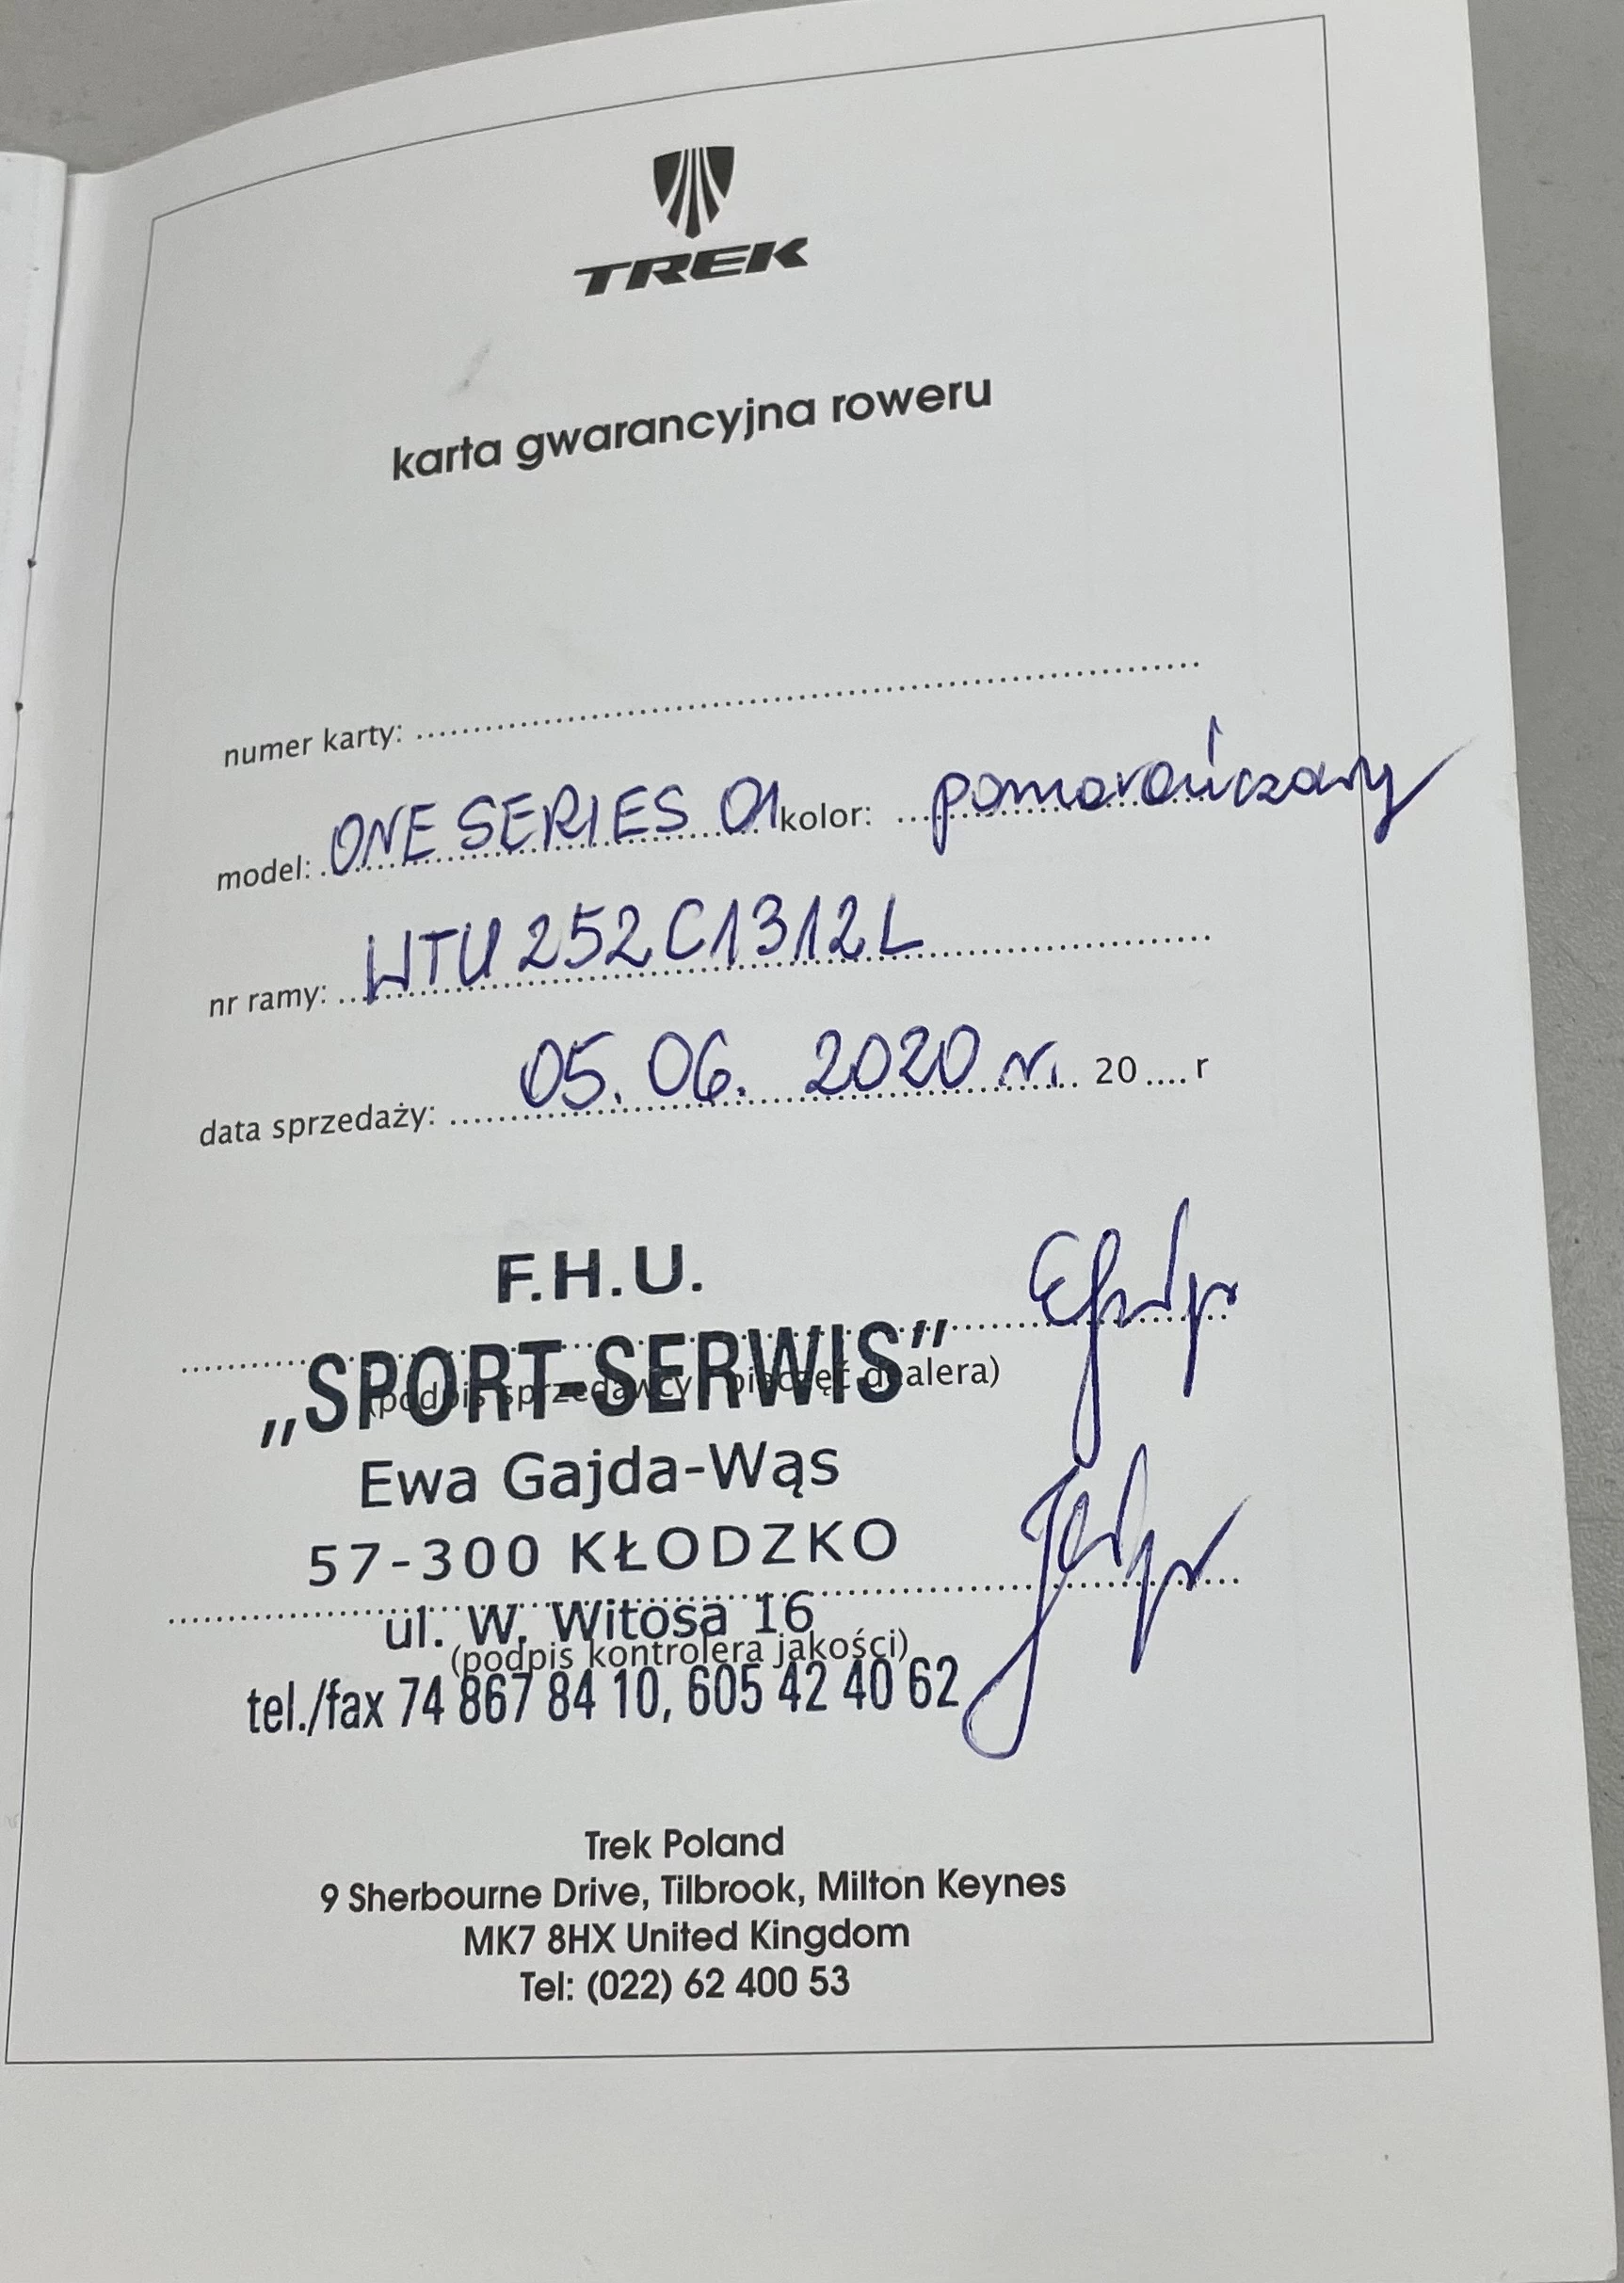 TREK
karta gwarancyjna roweru
numer karty: ........................................................
model: ONE SERIES 01 kolor: pomarańczowy
nr ramy: WTU 252 C1312L
data sprzedaży: 05. 06. 2020 r. 20 .... r
F.H.U.
„SPORT-SERWIS”
(podpis sprzedawcy i pieczęć dealera)
Ewa Gajda-Wąs
57-300 KŁODZKO
ul. W. Witosa 16
(podpis kontrolera jakości)
tel./fax 74 867 84 10, 605 42 40 62
Trek Poland
9 Sherbourne Drive, Tilbrook, Milton Keynes
MK7 8HX United Kingdom
Tel: (022) 62 400 53